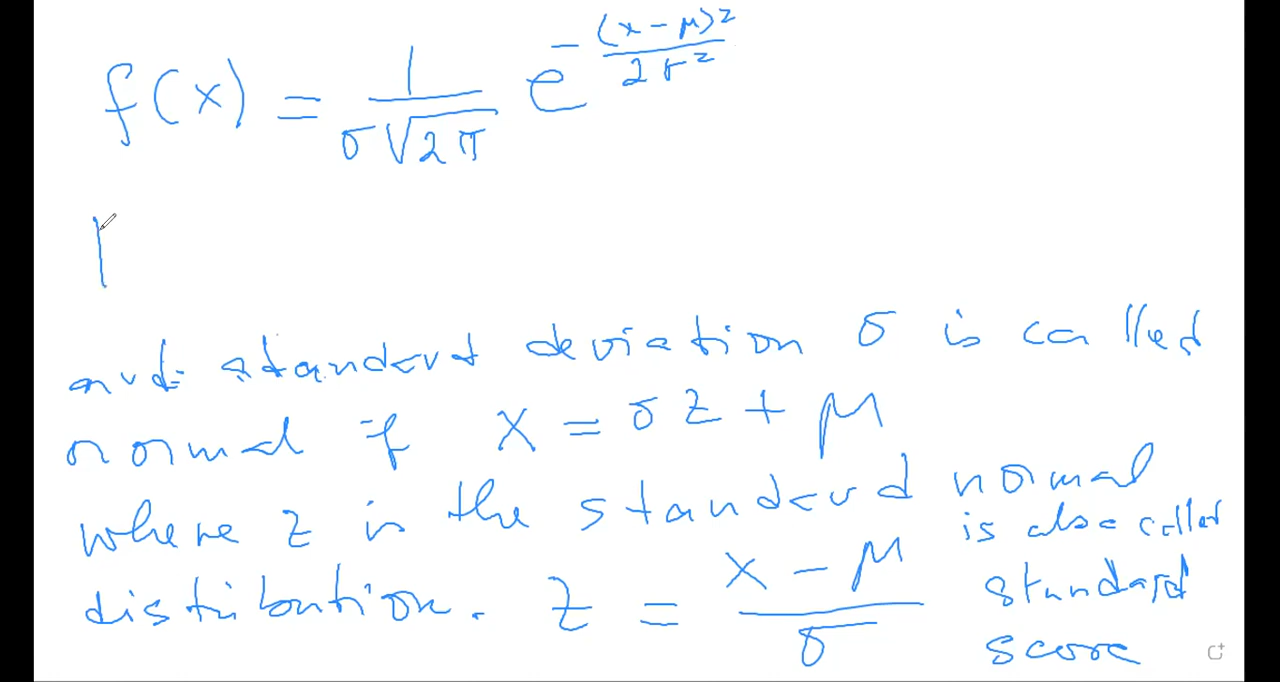 f(x) = 1/(σ√2π) e^-(x-μ)²/2σ²
and standard deviation σ is called
normal if x = σz + μ
where z is the standard normal
distribution. z = (x - μ)/σ is also called
standard
score